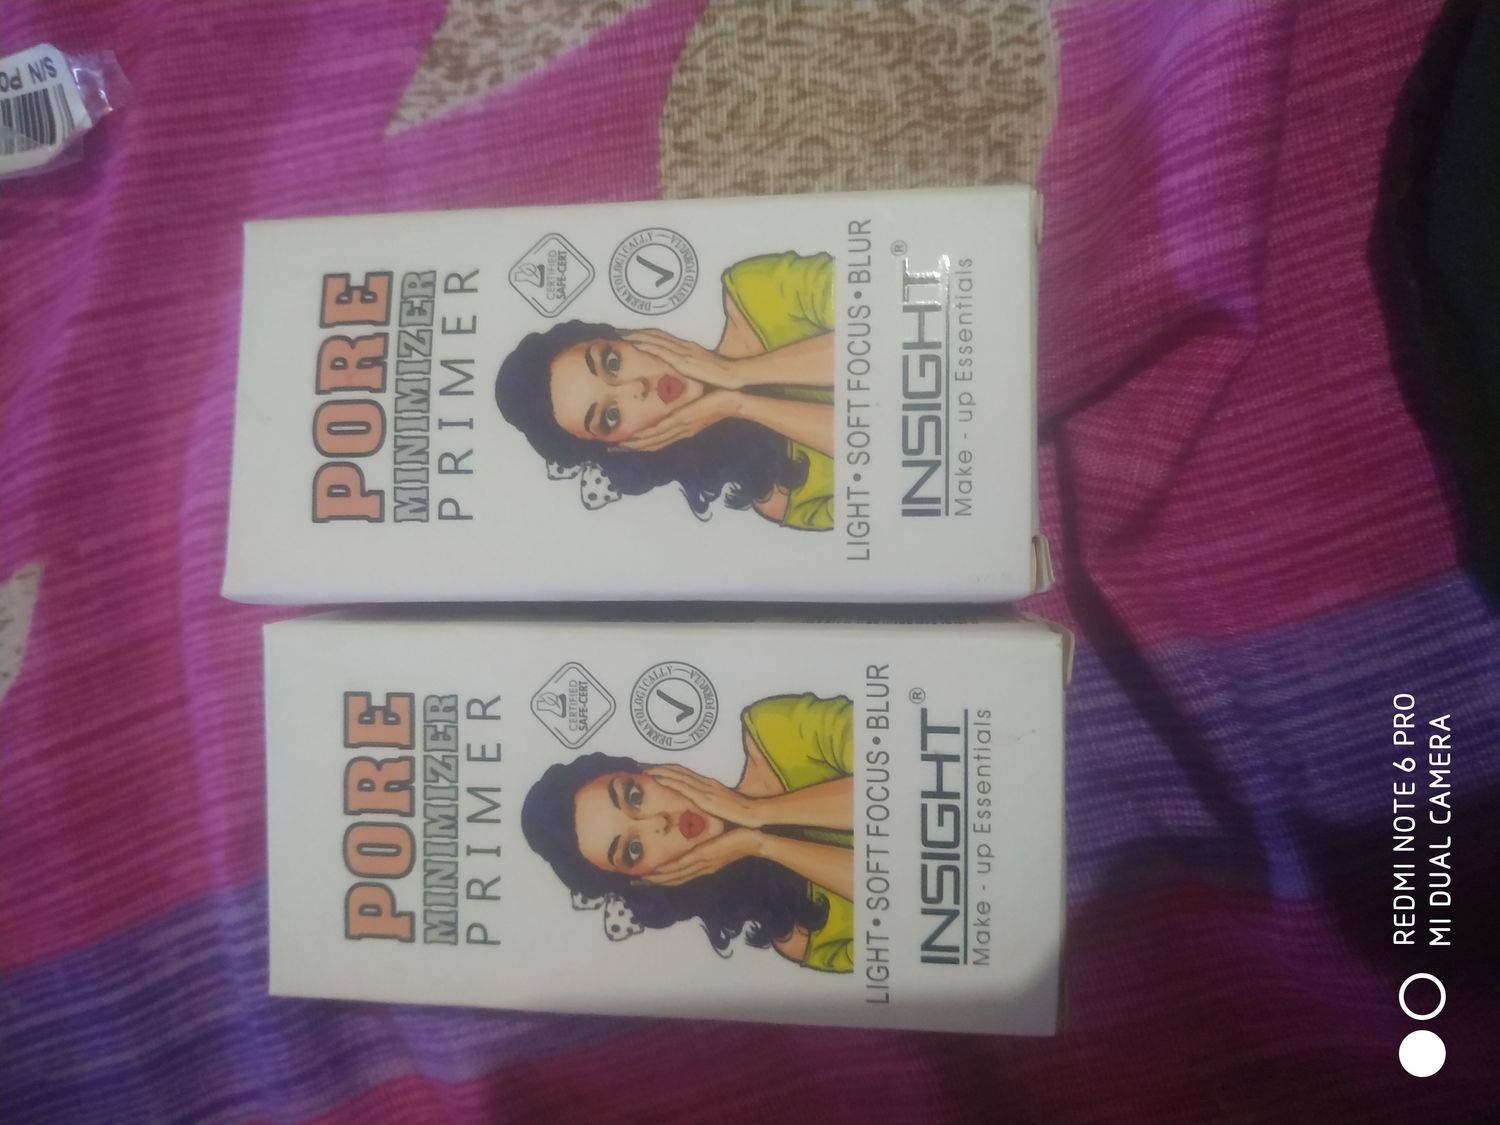 S/N PO
PORE
MINIMIZER
PRIMER
CERTIFIED
SAFE-CERT
DERMATOLOGICALLY
TESTED FORMULA
LIGHT • SOFT FOCUS • BLUR
INSIGHT®
Make - up Essentials
PORE
MINIMIZER
PRIMER
CERTIFIED
SAFE-CERT
DERMATOLOGICALLY
TESTED FORMULA
LIGHT • SOFT FOCUS • BLUR
INSIGHT®
Make - up Essentials
REDMI NOTE 6 PRO
MI DUAL CAMERA